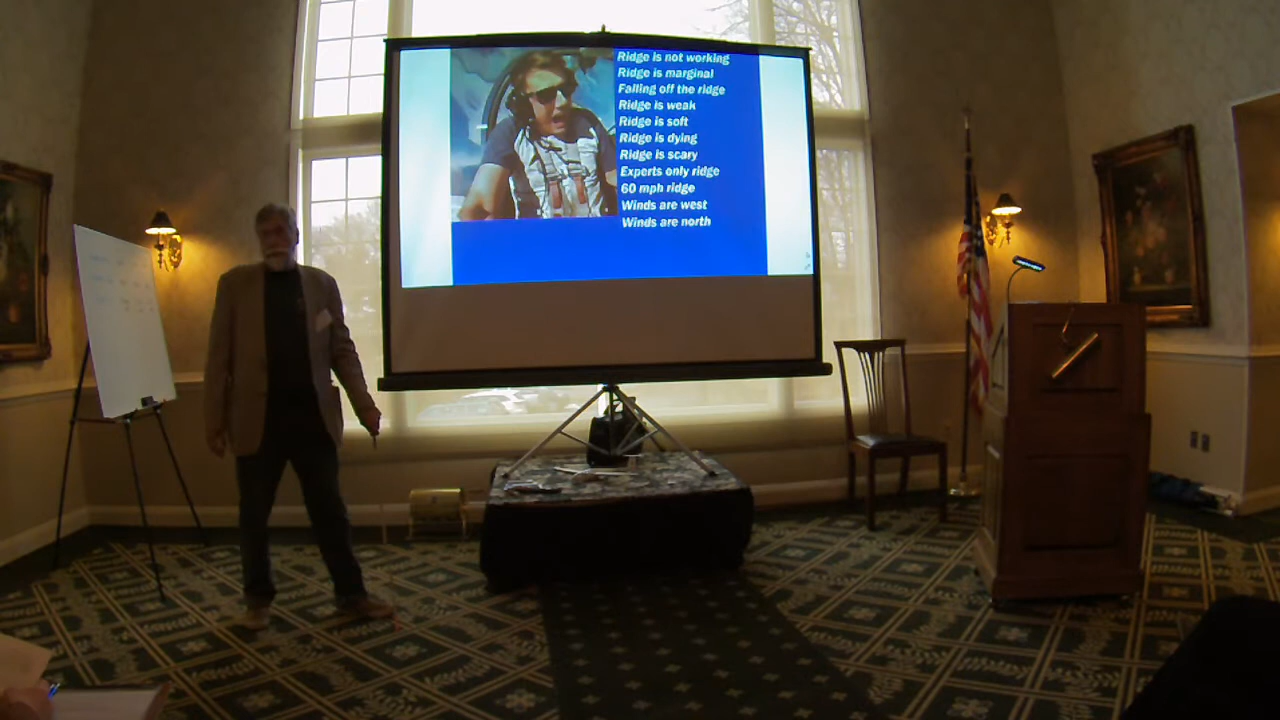 Ridge is not working
Ridge is marginal
Falling off the ridge
Ridge is weak
Ridge is soft
Ridge is dying
Ridge is scary
Experts only ridge
60 mph ridge
Winds are west
Winds are north